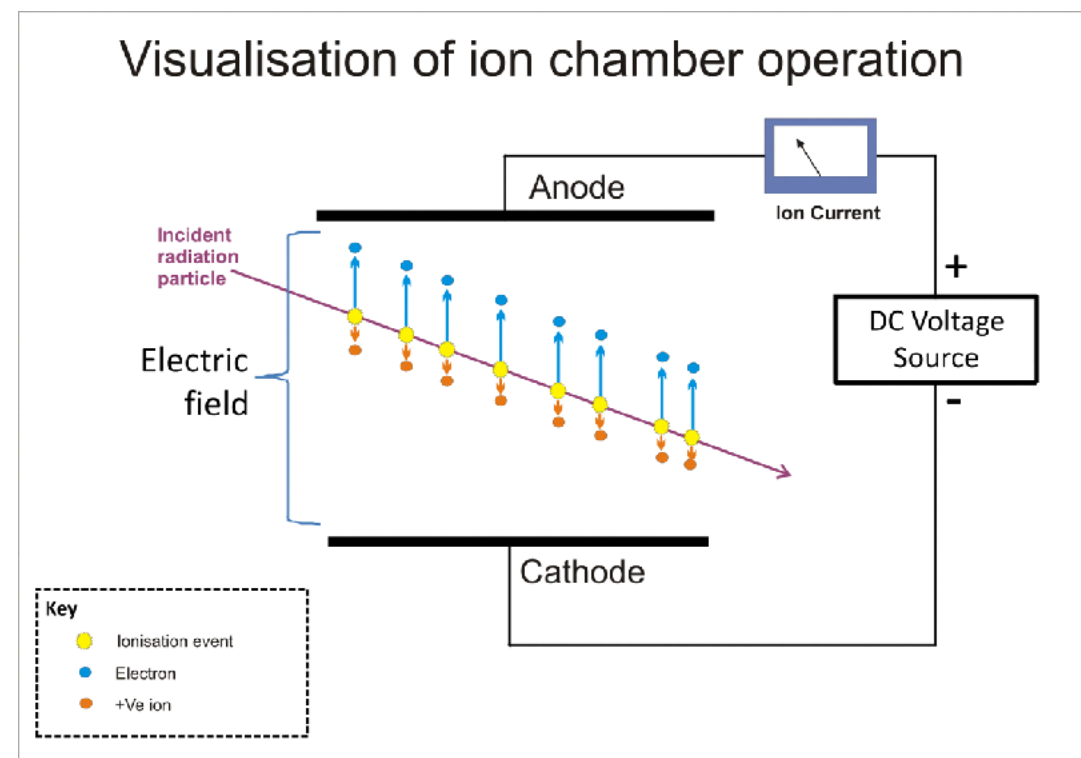 Visualisation of ion chamber operation
Anode
Ion Current
Incident
radiation
particle
+
DC Voltage
Source
-
Electric
field
Cathode
Key
Ionisation event
Electron
+Ve ion